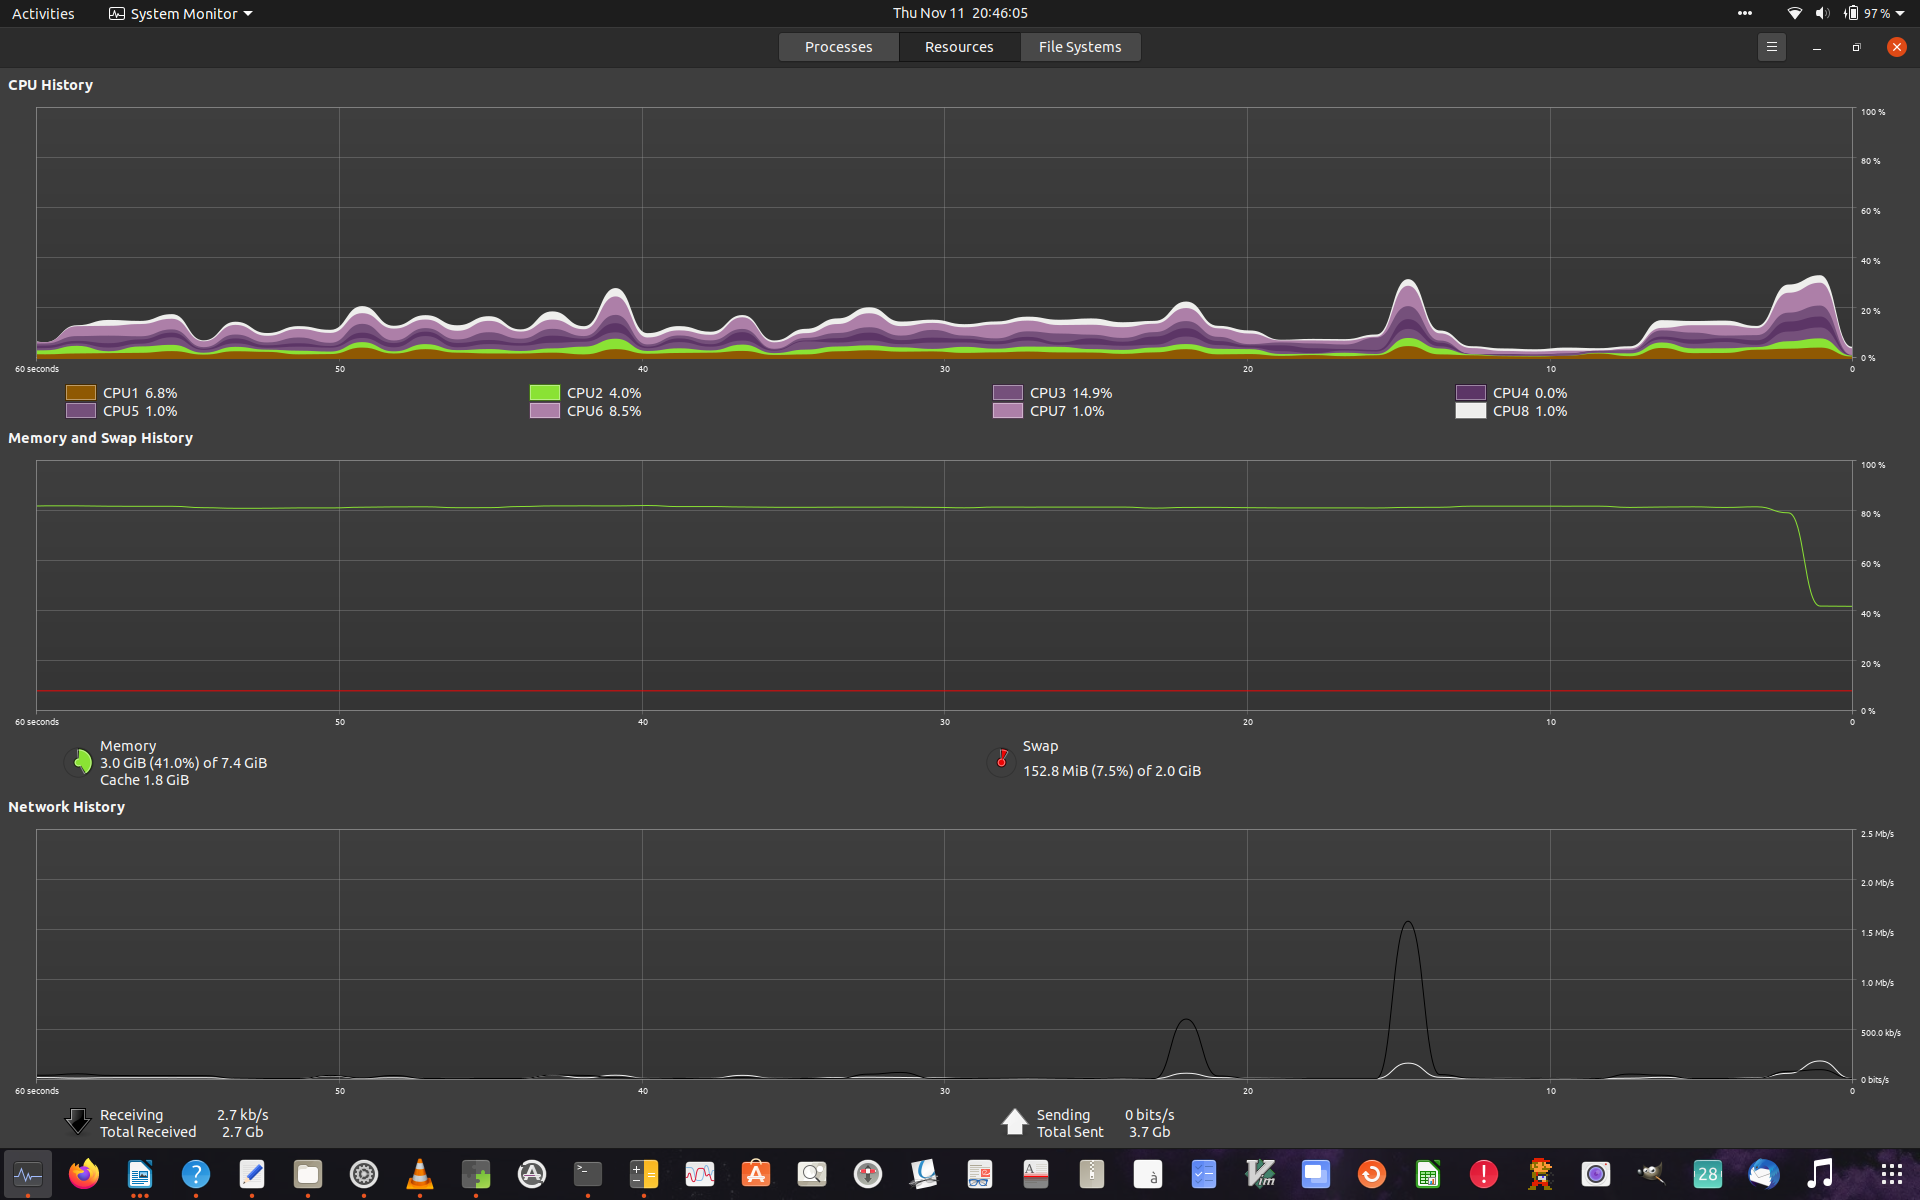 Activities System Monitor Thu Nov 11 20:46:05 97 %
Processes Resources File Systems
CPU History
100 %
80 %
60 %
40 %
20 %
0 %
60 seconds 50 40 30 20 10 0
CPU1 6.8% CPU2 4.0% CPU3 14.9% CPU4 0.0%
CPU5 1.0% CPU6 8.5% CPU7 1.0% CPU8 1.0%
Memory and Swap History
100 %
80 %
60 %
40 %
20 %
0 %
60 seconds 50 40 30 20 10 0
Memory
3.0 GiB (41.0%) of 7.4 GiB
Cache 1.8 GiB
Swap
152.8 MiB (7.5%) of 2.0 GiB
Network History
2.5 Mb/s
2.0 Mb/s
1.5 Mb/s
1.0 Mb/s
500.0 kb/s
0 bits/s
60 seconds 50 40 30 20 10 0
Receiving 2.7 kb/s
Total Received 2.7 Gb
Sending 0 bits/s
Total Sent 3.7 Gb
? >_ A à Vim ! 28